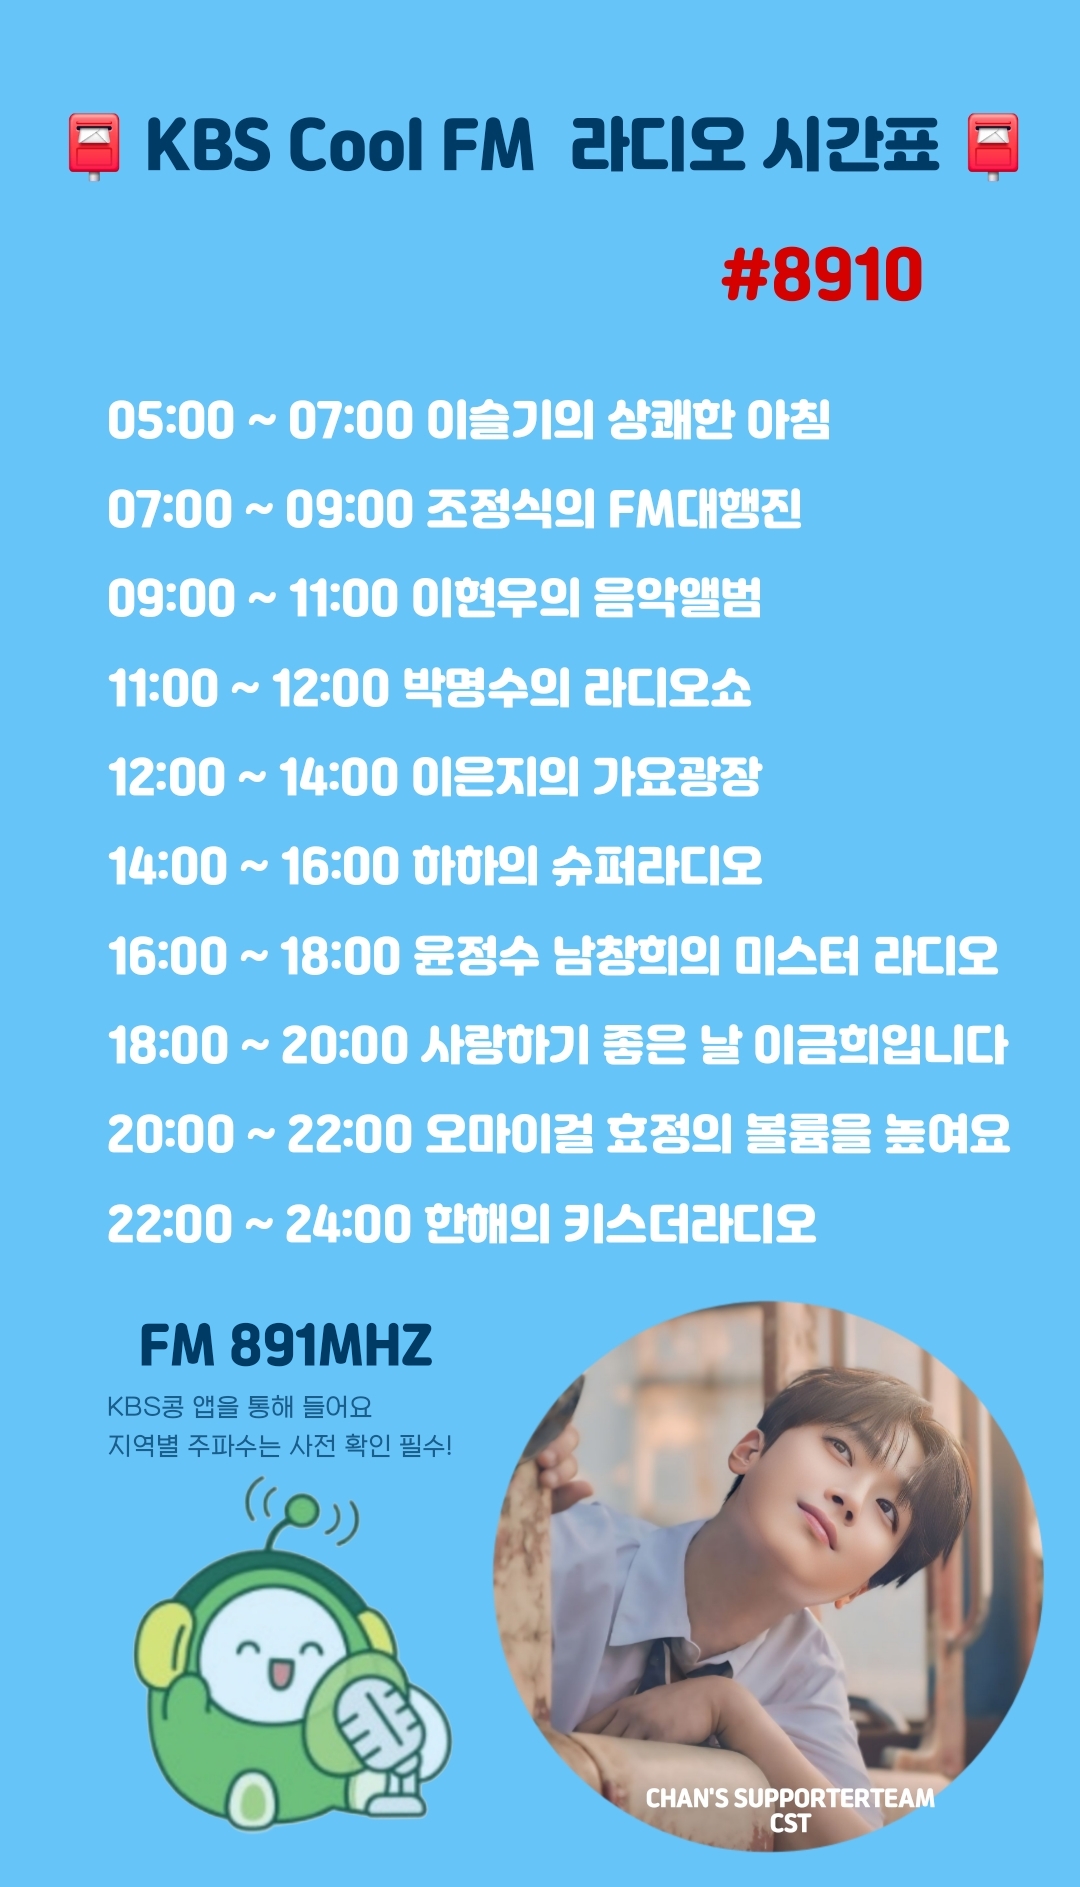 KBS Cool FM 라디오 시간표
#8910
05:00 ~ 07:00 이슬기의 상쾌한 아침
07:00 ~ 09:00 조정식의 FM대행진
09:00 ~ 11:00 이현우의 음악앨범
11:00 ~ 12:00 박명수의 라디오쇼
12:00 ~ 14:00 이은지의 가요광장
14:00 ~ 16:00 하하의 슈퍼라디오
16:00 ~ 18:00 윤정수 남창희의 미스터 라디오
18:00 ~ 20:00 사랑하기 좋은 날 이금희입니다
20:00 ~ 22:00 오마이걸 효정의 볼륨을 높여요
22:00 ~ 24:00 한해의 키스더라디오
FM 891MHZ
KBS콩 앱을 통해 들어요
지역별 주파수는 사전 확인 필수!
CHAN'S SUPPORTERTEAM
CST